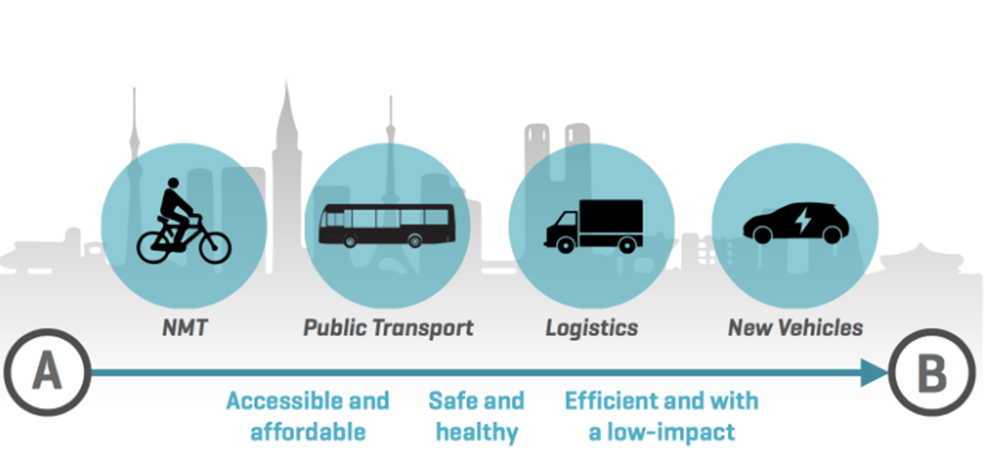 NMT
Public Transport
Logistics
New Vehicles
A
B
Accessible and
affordable
Safe and
healthy
Efficient and with
a low-impact